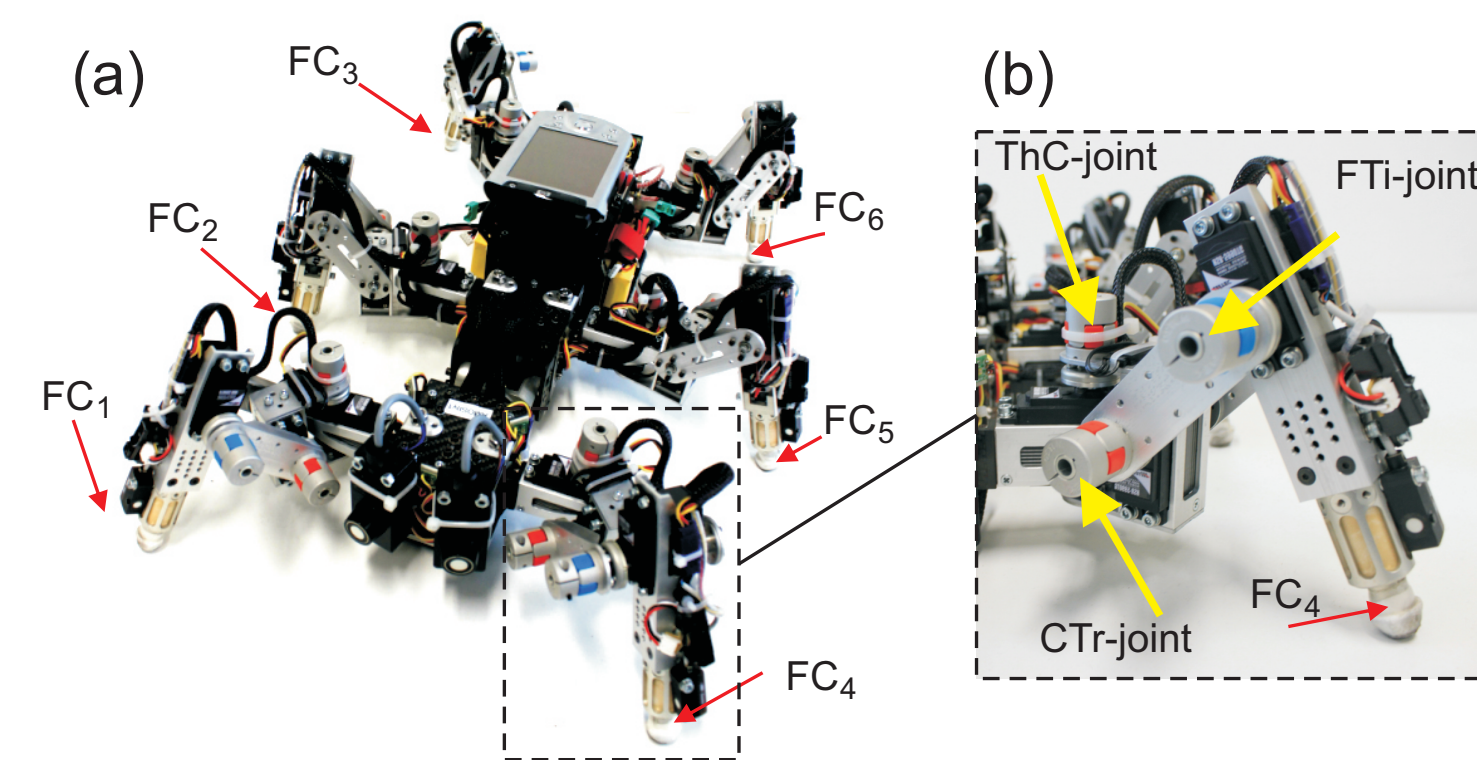 (a)
FC₃
FC₂
FC₆
FC₁
FC₅
FC₄
(b)
ThC-joint
FTi-joint
CTr-joint
FC₄